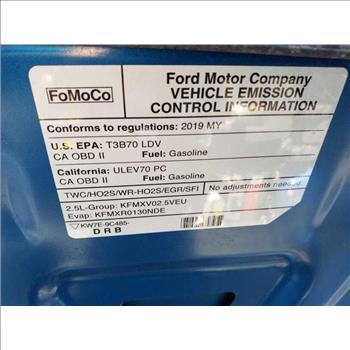 FoMoCo
Ford Motor Company
VEHICLE EMISSION
CONTROL INFORMATION
Conforms to regulations: 2019 MY
U.S. EPA: T3B70 LDV
CA OBD II Fuel: Gasoline
California: ULEV70 PC
CA OBD II Fuel: Gasoline
TWC/HO2S/WR-HO2S/EGR/SFI No adjustments needed.
2.5L-Group: KFMXV02.5VEU
Evap: KFMXR0130NDE
KW7E-9C485-
DRB